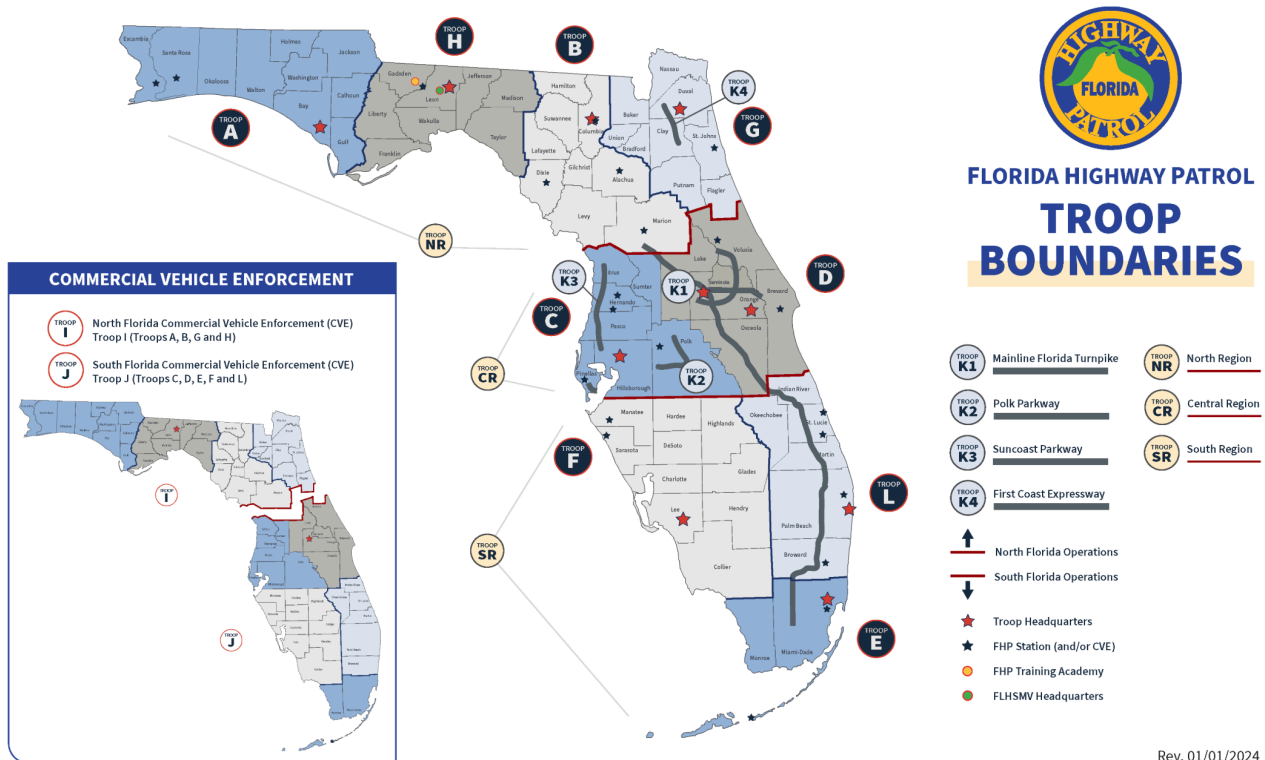 HIGHWAY
FLORIDA
PATROL
FLORIDA HIGHWAY PATROL
TROOP
BOUNDARIES
TROOP
H
TROOP
B
TROOP
K4
TROOP
G
TROOP
A
TROOP
NR
TROOP
K3
TROOP
K1
TROOP
D
TROOP
C
TROOP
CR
TROOP
K2
TROOP
F
TROOP
L
TROOP
SR
TROOP
E
Escambia
Santa Rosa
Okaloosa
Walton
Holmes
Washington
Bay
Jackson
Calhoun
Gulf
Gadsden
Liberty
Franklin
Leon
Wakulla
Jefferson
Madison
Taylor
Hamilton
Suwannee
Columbia
Lafayette
Dixie
Gilchrist
Alachua
Levy
Marion
Nassau
Duval
Baker
Union
Bradford
Clay
St. Johns
Putnam
Flagler
Volusia
Lake
Seminole
Orange
Brevard
Osceola
Sumter
Hernando
Pasco
Pinellas
Hillsborough
Polk
Manatee
Hardee
Highlands
Sarasota
DeSoto
Charlotte
Glades
Lee
Hendry
Collier
Indian River
Okeechobee
St. Lucie
Martin
Palm Beach
Broward
Monroe
Miami-Dade
COMMERCIAL VEHICLE ENFORCEMENT
TROOP
I
North Florida Commercial Vehicle Enforcement (CVE)
Troop I (Troops A, B, G and H)
TROOP
J
South Florida Commercial Vehicle Enforcement (CVE)
Troop J (Troops C, D, E, F and L)
TROOP
I
TROOP
J
TROOP
K1
Mainline Florida Turnpike
TROOP
NR
North Region
TROOP
K2
Polk Parkway
TROOP
CR
Central Region
TROOP
K3
Suncoast Parkway
TROOP
SR
South Region
TROOP
K4
First Coast Expressway
North Florida Operations
South Florida Operations
Troop Headquarters
FHP Station (and/or CVE)
FHP Training Academy
FLHSMV Headquarters
Rev. 01/01/2024